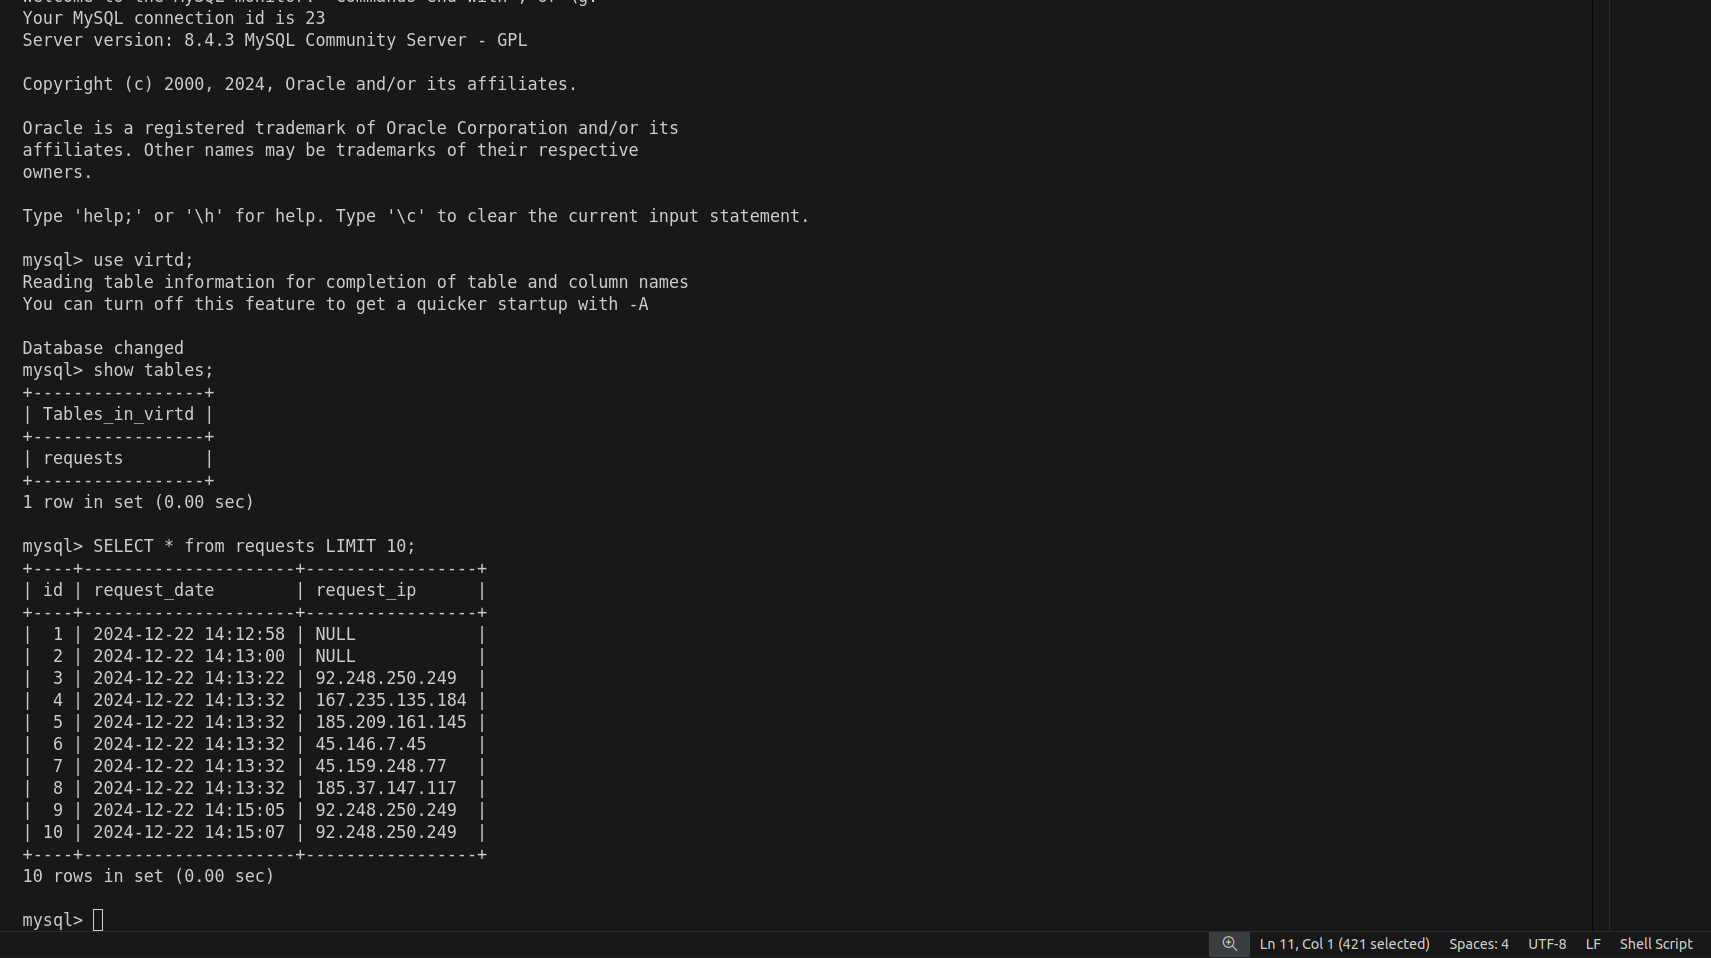 Welcome to the MySQL monitor.  Commands end with ; or \g.
Your MySQL connection id is 23
Server version: 8.4.3 MySQL Community Server - GPL
Copyright (c) 2000, 2024, Oracle and/or its affiliates.
Oracle is a registered trademark of Oracle Corporation and/or its
affiliates. Other names may be trademarks of their respective
owners.
Type 'help;' or '\h' for help. Type '\c' to clear the current input statement.
mysql> use virtd;
Reading table information for completion of table and column names
You can turn off this feature to get a quicker startup with -A
Database changed
mysql> show tables;
+-----------------+
| Tables_in_virtd |
+-----------------+
| requests        |
+-----------------+
1 row in set (0.00 sec)
mysql> SELECT * from requests LIMIT 10;
+----+---------------------+-----------------+
| id | request_date        | request_ip      |
+----+---------------------+-----------------+
|  1 | 2024-12-22 14:12:58 | NULL            |
|  2 | 2024-12-22 14:13:00 | NULL            |
|  3 | 2024-12-22 14:13:22 | 92.248.250.249  |
|  4 | 2024-12-22 14:13:32 | 167.235.135.184 |
|  5 | 2024-12-22 14:13:32 | 185.209.161.145 |
|  6 | 2024-12-22 14:13:32 | 45.146.7.45     |
|  7 | 2024-12-22 14:13:32 | 45.159.248.77   |
|  8 | 2024-12-22 14:13:32 | 185.37.147.117  |
|  9 | 2024-12-22 14:15:05 | 92.248.250.249  |
| 10 | 2024-12-22 14:15:07 | 92.248.250.249  |
+----+---------------------+-----------------+
10 rows in set (0.00 sec)
mysql>
Ln 11, Col 1 (421 selected) Spaces: 4 UTF-8 LF Shell Script